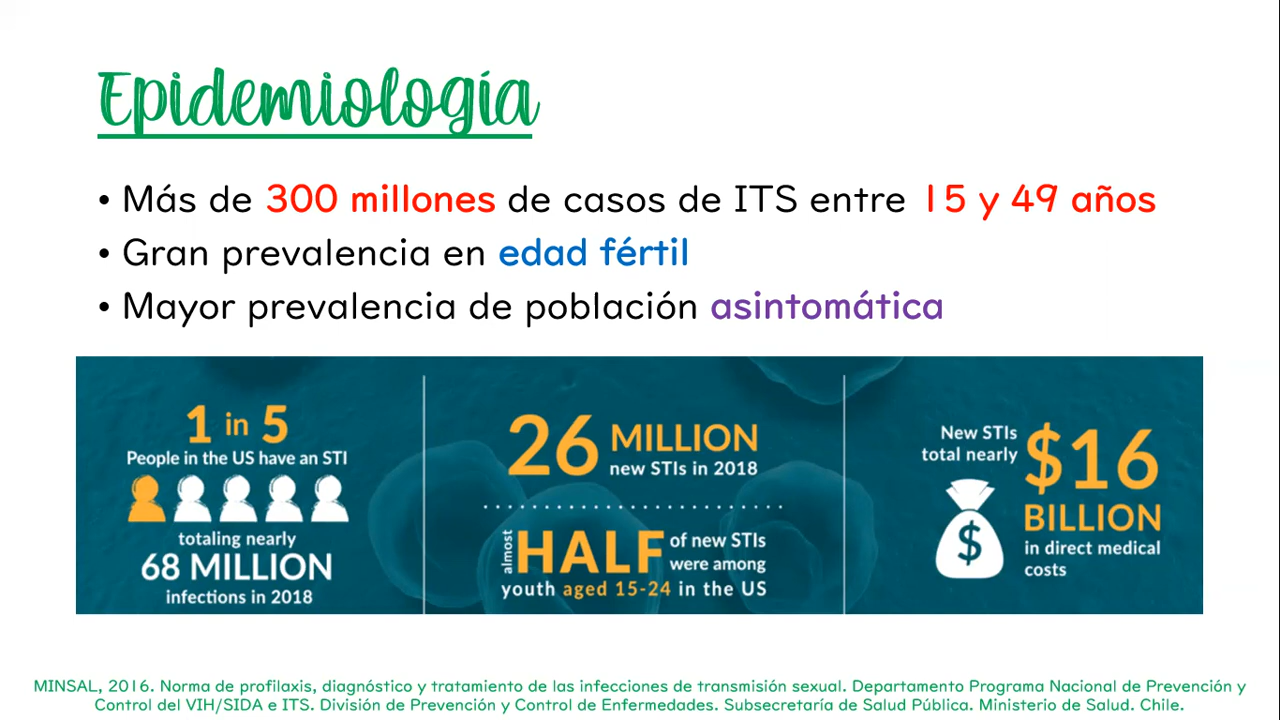 Epidemiología
• Más de 300 millones de casos de ITS entre 15 y 49 años
• Gran prevalencia en edad fértil
• Mayor prevalencia de población asintomática
1 in 5
People in the US have an STI
totaling nearly
68 MILLION
infections in 2018
26 MILLION
new STIs in 2018
almost HALF of new STIs
were among
youth aged 15-24 in the US
New STIs
total nearly
$16
BILLION
in direct medical
costs
$
MINSAL, 2016. Norma de profilaxis, diagnóstico y tratamiento de las infecciones de transmisión sexual. Departamento Programa Nacional de Prevención y
Control del VIH/SIDA e ITS. División de Prevención y Control de Enfermedades. Subsecretaría de Salud Pública. Ministerio de Salud. Chile.